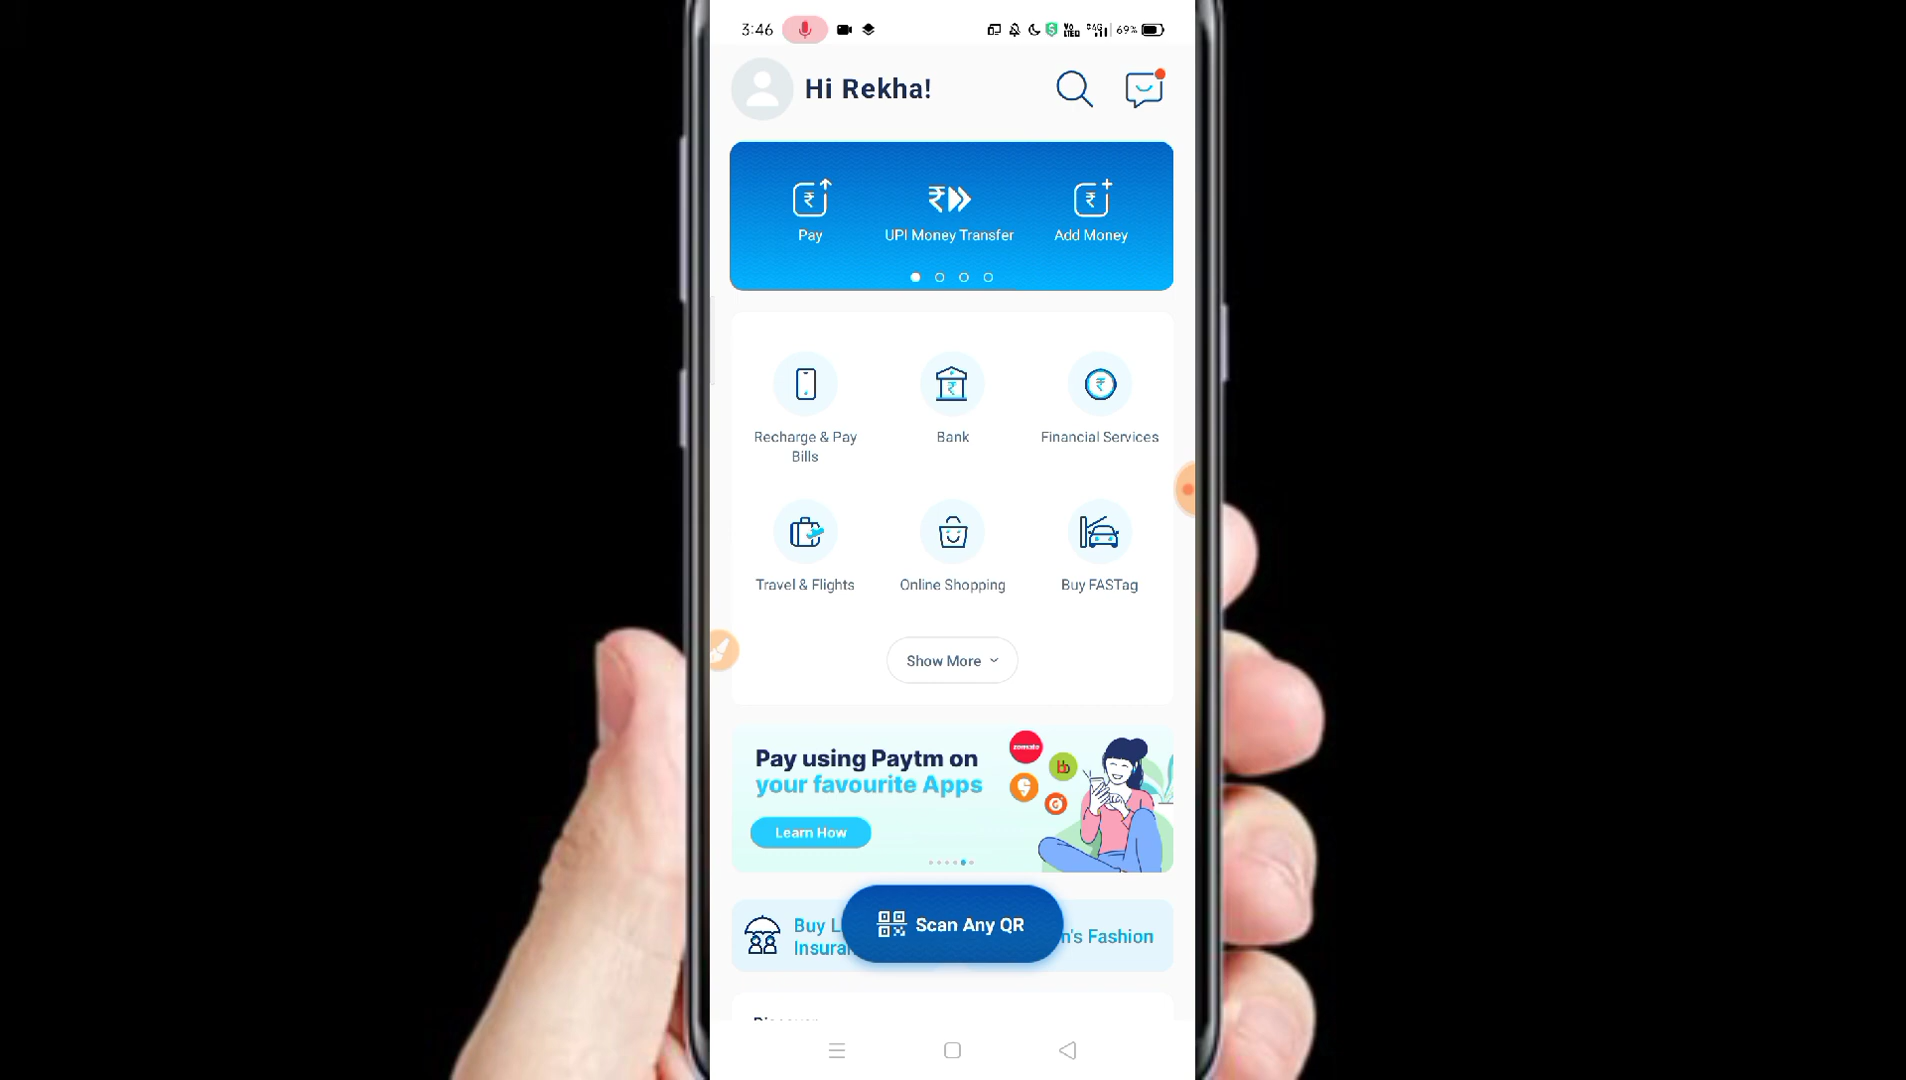 3:46
69%
Hi Rekha!
Pay
UPI Money Transfer
Add Money
Recharge & Pay
Bills
Bank
Financial Services
Travel & Flights
Online Shopping
Buy FASTag
Show More
Pay using Paytm on
your favourite Apps
zomato
bb
Learn How
Buy L
Insura
Scan Any QR
n's Fashion